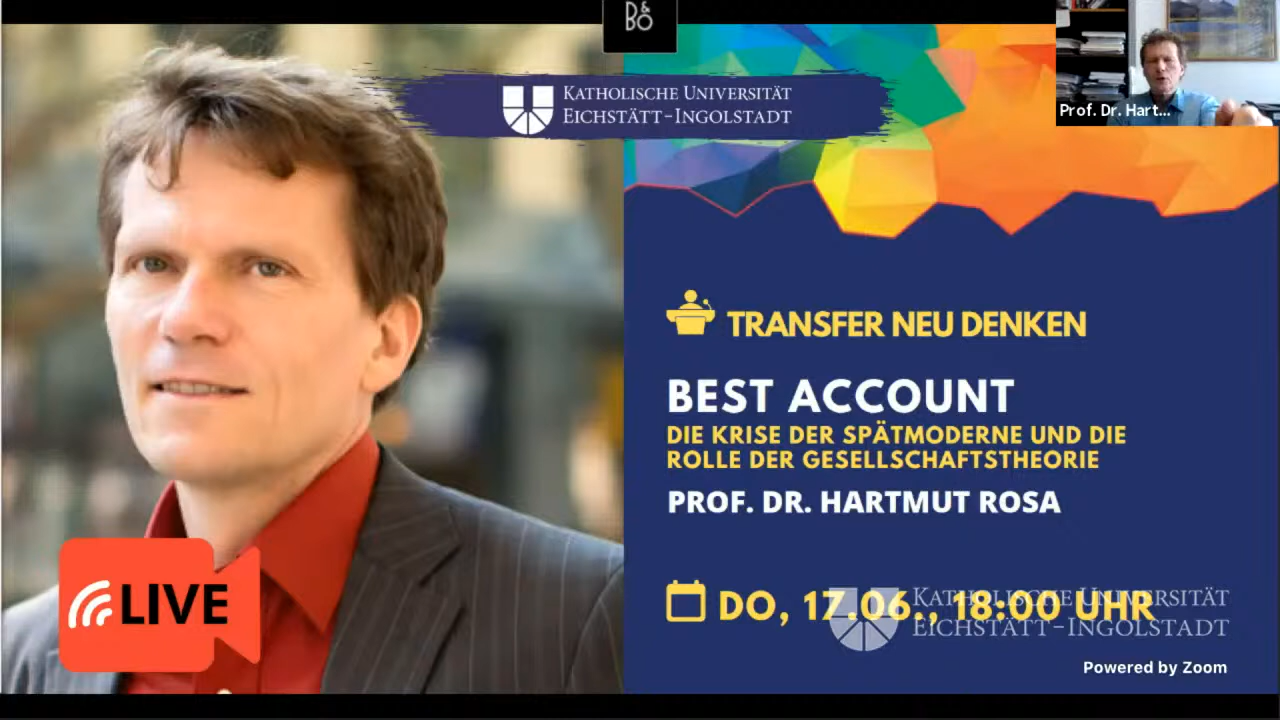 D&
BO
KATHOLISCHE UNIVERSITÄT
EICHSTÄTT-INGOLSTADT
Prof. Dr. Hart...
TRANSFER NEU DENKEN
BEST ACCOUNT
DIE KRISE DER SPÄTMODERNE UND DIE
ROLLE DER GESELLSCHAFTSTHEORIE
PROF. DR. HARTMUT ROSA
LIVE
DO, 17.06., 18:00 UHR
KATHOLISCHE UNIVERSITÄT
EICHSTÄTT-INGOLSTADT
Powered by Zoom